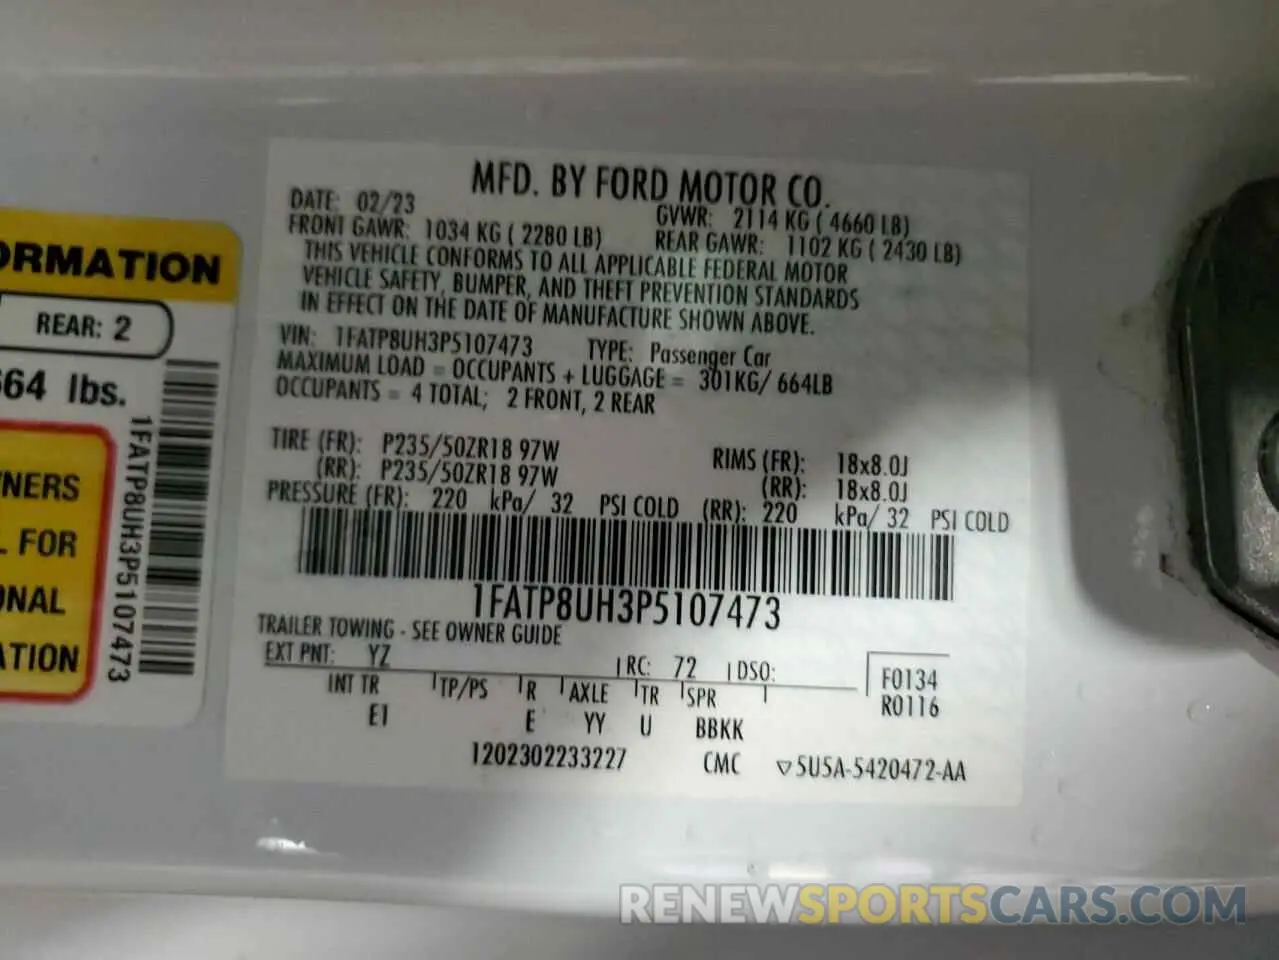 MFD. BY FORD MOTOR CO.
DATE: 02/23 GVWR: 2114 KG ( 4660 LB)
FRONT GAWR: 1034 KG ( 2280 LB) REAR GAWR: 1102 KG ( 2430 LB)
THIS VEHICLE CONFORMS TO ALL APPLICABLE FEDERAL MOTOR
VEHICLE SAFETY, BUMPER, AND THEFT PREVENTION STANDARDS
IN EFFECT ON THE DATE OF MANUFACTURE SHOWN ABOVE.
VIN: 1FATP8UH3P5107473 TYPE: Passenger Car
MAXIMUM LOAD = OCCUPANTS + LUGGAGE = 301KG/ 664LB
OCCUPANTS = 4 TOTAL; 2 FRONT, 2 REAR
TIRE (FR): P235/50ZR18 97W RIMS (FR): 18x8.0J
(RR): P235/50ZR18 97W (RR): 18x8.0J
PRESSURE (FR): 220 kPa/ 32 PSI COLD (RR): 220 kPa/ 32 PSI COLD
1FATP8UH3P5107473
TRAILER TOWING - SEE OWNER GUIDE
EXT PNT: YZ RC: 72 DSO: F0134
INT TR TP/PS R AXLE TR SPR R0116
EI E YY U BBKK
1202302233227 CMC ▽5U5A-5420472-AA
ORMATION
REAR: 2
664 lbs.
NERS
L FOR
ONAL
ATION
1FATP8UH3P5107473
RENEWSPORTSCARS.COM